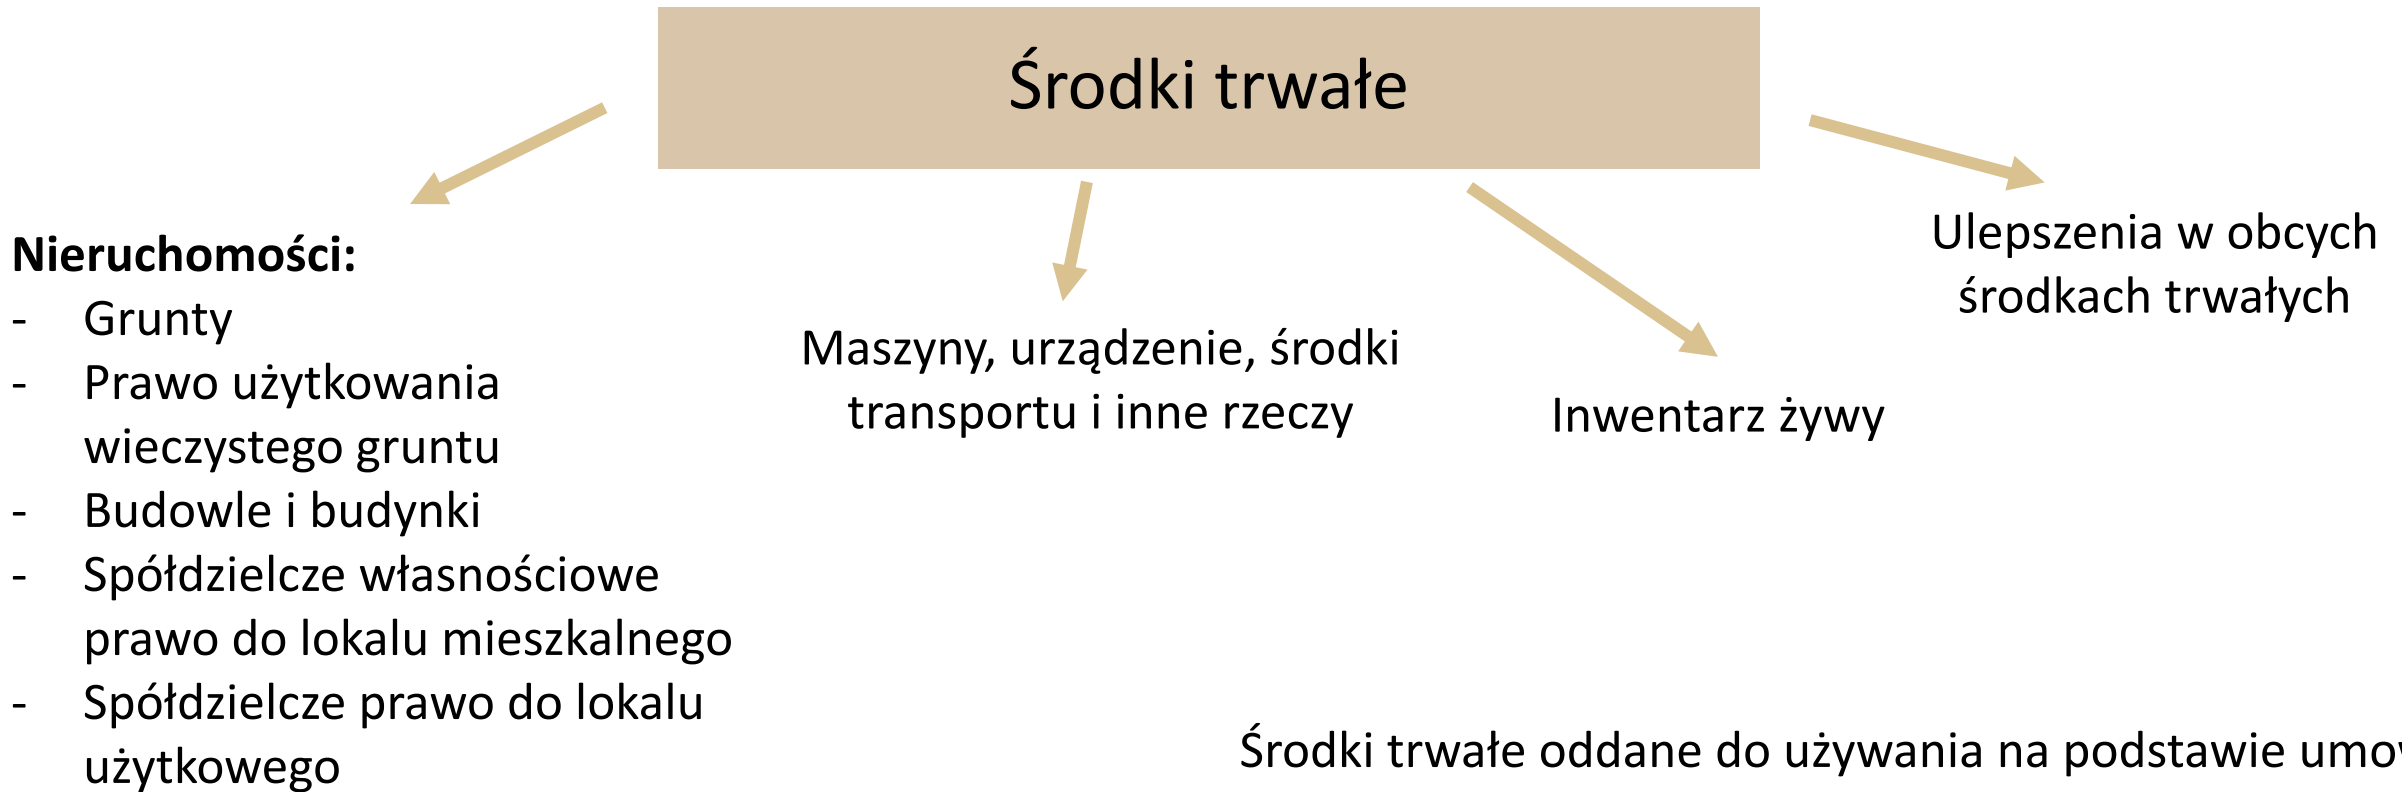 Środki trwałe
Nieruchomości:
- Grunty
- Prawo użytkowania
wieczystego gruntu
- Budowle i budynki
- Spółdzielcze własnościowe
prawo do lokalu mieszkalnego
- Spółdzielcze prawo do lokalu
użytkowego
Maszyny, urządzenie, środki
transportu i inne rzeczy
Inwentarz żywy
Ulepszenia w obcych
środkach trwałych
Środki trwałe oddane do używania na podstawie